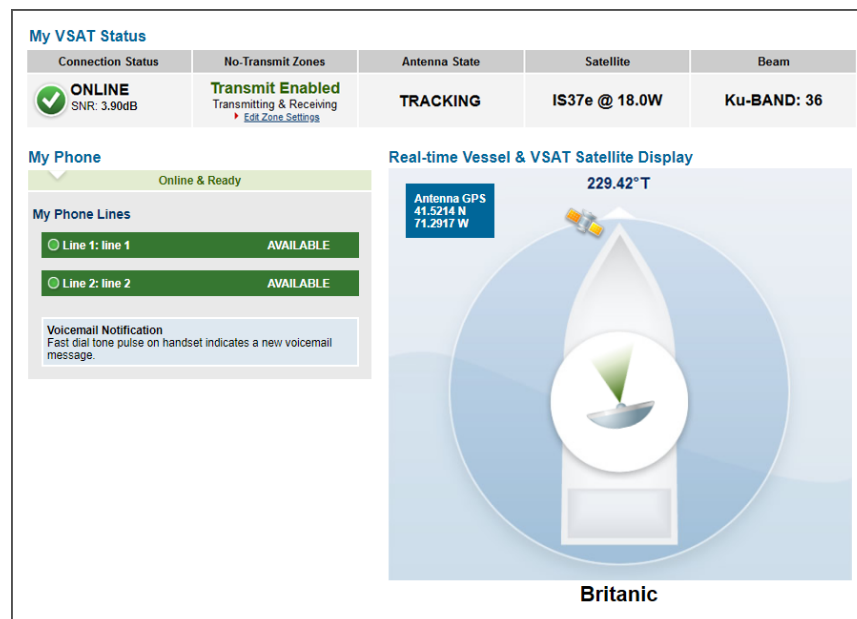 My VSAT Status
Connection Status No-Transmit Zones Antenna State Satellite Beam
ONLINE
SNR: 3.90dB
Transmit Enabled
Transmitting & Receiving
Edit Zone Settings
TRACKING
IS37e @ 18.0W
Ku-BAND: 36
My Phone
Online & Ready
My Phone Lines
Line 1: line 1 AVAILABLE
Line 2: line 2 AVAILABLE
Voicemail Notification
Fast dial tone pulse on handset indicates a new voicemail
message.
Real-time Vessel & VSAT Satellite Display
229.42°T
Antenna GPS
41.5214 N
71.2917 W
Britanic